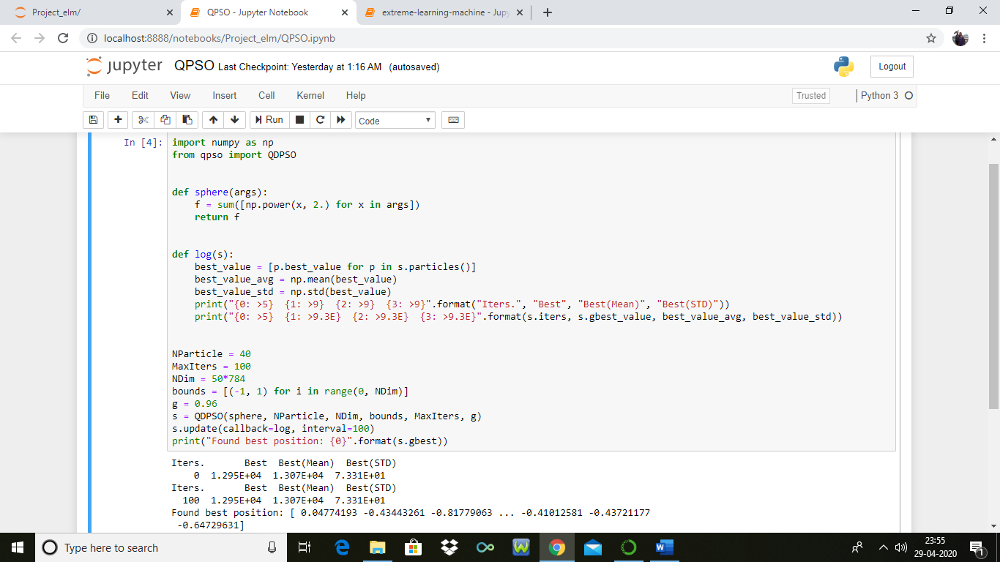 Project_elm/
QPSO - Jupyter Notebook
extreme-learning-machine - Jupy
localhost:8888/notebooks/Project_elm/QPSO.ipynb
jupyter QPSO Last Checkpoint: Yesterday at 1:16 AM (autosaved)
Logout
File Edit View Insert Cell Kernel Help
Trusted
Python 3
Run
Code
In [4]:
import numpy as np
from qpso import QDPSO
def sphere(args):
    f = sum([np.power(x, 2.) for x in args])
    return f
def log(s):
    best_value = [p.best_value for p in s.particles()]
    best_value_avg = np.mean(best_value)
    best_value_std = np.std(best_value)
    print("{0: >5}  {1: >9}  {2: >9}  {3: >9}".format("Iters.", "Best", "Best(Mean)", "Best(STD)"))
    print("{0: >5}  {1: >9.3E}  {2: >9.3E}  {3: >9.3E}".format(s.iters, s.gbest_value, best_value_avg, best_value_std))
NParticle = 40
MaxIters = 100
NDim = 50*784
bounds = [(-1, 1) for i in range(0, NDim)]
g = 0.96
s = QDPSO(sphere, NParticle, NDim, bounds, MaxIters, g)
s.update(callback=log, interval=100)
print("Found best position: {0}".format(s.gbest))
Iters.       Best  Best(Mean)  Best(STD)
    0  1.295E+04  1.307E+04  7.331E+01
Iters.       Best  Best(Mean)  Best(STD)
  100  1.295E+04  1.307E+04  7.331E+01
Found best position: [ 0.04774193 -0.43443261 -0.81779063 ... -0.41012581 -0.43721177
 -0.64729631]
Type here to search
23:55
29-04-2020
1